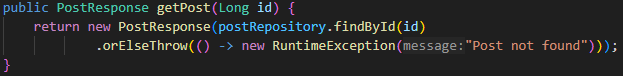 public PostResponse getPost(Long id) {
    return new PostResponse(postRepository.findById(id)
            .orElseThrow(() -> new RuntimeException(message:"Post not found")));
}